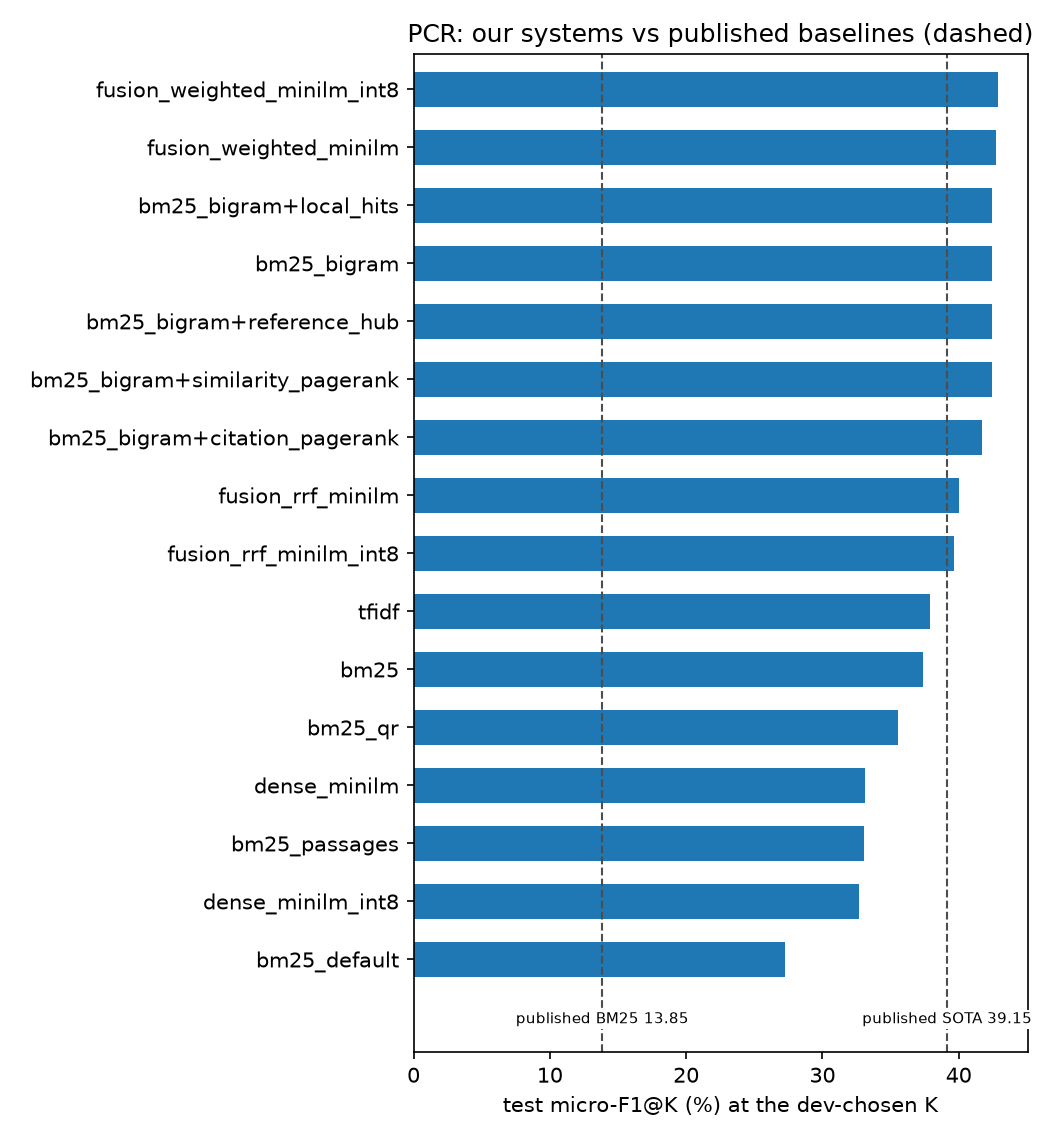 PCR: our systems vs published baselines (dashed)
fusion_weighted_minilm_int8
fusion_weighted_minilm
bm25_bigram+local_hits
bm25_bigram
bm25_bigram+reference_hub
bm25_bigram+similarity_pagerank
bm25_bigram+citation_pagerank
fusion_rrf_minilm
fusion_rrf_minilm_int8
tfidf
bm25
bm25_qr
dense_minilm
bm25_passages
dense_minilm_int8
bm25_default
published BM25 13.85 published SOTA 39.15
0 10 20 30 40
test micro-F1@K (%) at the dev-chosen K